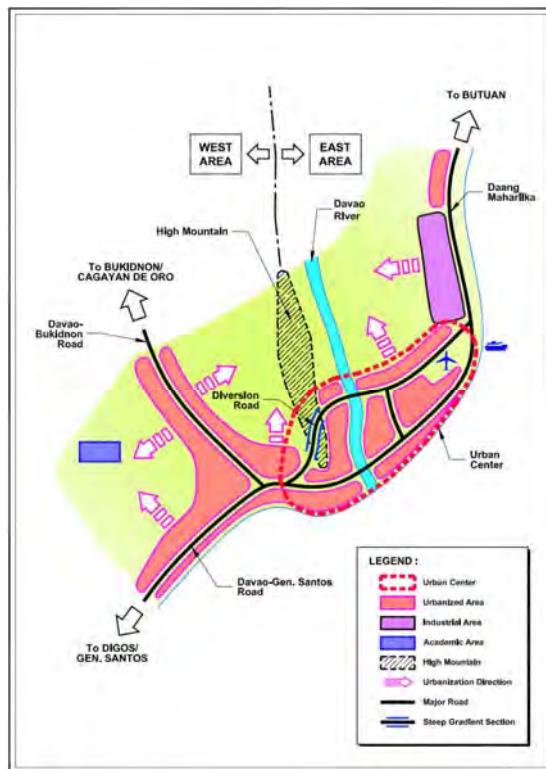 To BUTUAN
WEST
AREA
EAST
AREA
Daang
Maharlika
Davao
River
High Mountain
To BUKIDNON/
CAGAYAN DE ORO
Davao-
Bukidnon
Road
Diversion
Road
Urban
Center
Davao-Gen. Santos
Road
To DIGOS/
GEN. SANTOS
LEGEND :
Urban Center
Urbanized Area
Industrial Area
Academic Area
High Mountain
Urbanization Direction
Major Road
Steep Gradient Section